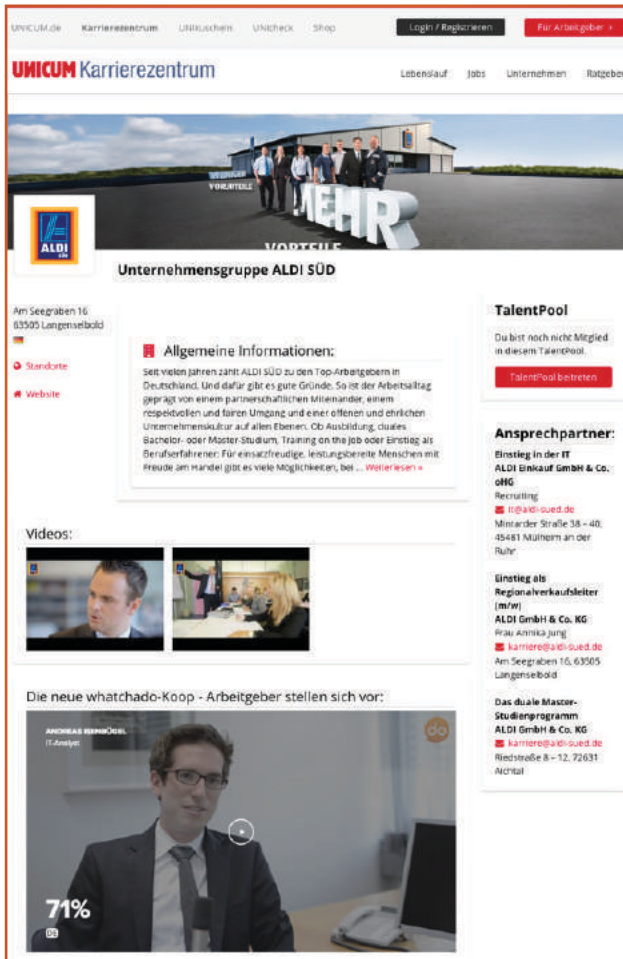 UNICUM.de Karrierezentrum UNIkuscheln UNIcheck Shop Login / Registrieren Für Arbeitgeber
UNICUM Karrierezentrum
Lebenslauf Jobs Unternehmen Ratgeber
VORURTEILE
MEHR
VORTEILE
ALDI
SÜD
Unternehmensgruppe ALDI SÜD
Am Seegraben 16
63505 Langenselbold
Standorte
Website
Allgemeine Informationen:
Seit vielen Jahren zählt ALDI SÜD zu den Top-Arbeitgebern in
Deutschland. Und dafür gibt es gute Gründe. So ist der Arbeitsalltag
geprägt von einem partnerschaftlichen Miteinander, einem
respektvollen und fairen Umgang und einer offenen und ehrlichen
Unternehmenskultur auf allen Ebenen. Ob Ausbildung, duales
Bachelor- oder Master-Studium, Training on the Job oder Einstieg als
Berufserfahrener: Für einsatzfreudige, leistungsbereite Menschen mit
Freude am Handel gibt es viele Möglichkeiten, bei ... Weiterlesen »
TalentPool
Du bist noch nicht Mitglied
in diesem TalentPool.
TalentPool beitreten
Ansprechpartner:
Einstieg in der IT
ALDI Einkauf GmbH & Co.
oHG
Recruiting
it@aldi-sued.de
Mintarder Straße 38 – 40,
45481 Mülheim an der
Ruhr
Einstieg als
Regionalverkaufsleiter
(m/w)
ALDI GmbH & Co. KG
Frau Annika Jung
karriere@aldi-sued.de
Am Seegraben 16, 63505
Langenselbold
Das duale Master-
Studienprogramm
ALDI GmbH & Co. KG
karriere@aldi-sued.de
Riedstraße 8 – 12, 72631
Aichtal
Videos:
Die neue whatchado-Koop - Arbeitgeber stellen sich vor:
ANDREAS
IT-Analyst
do
71%
DE